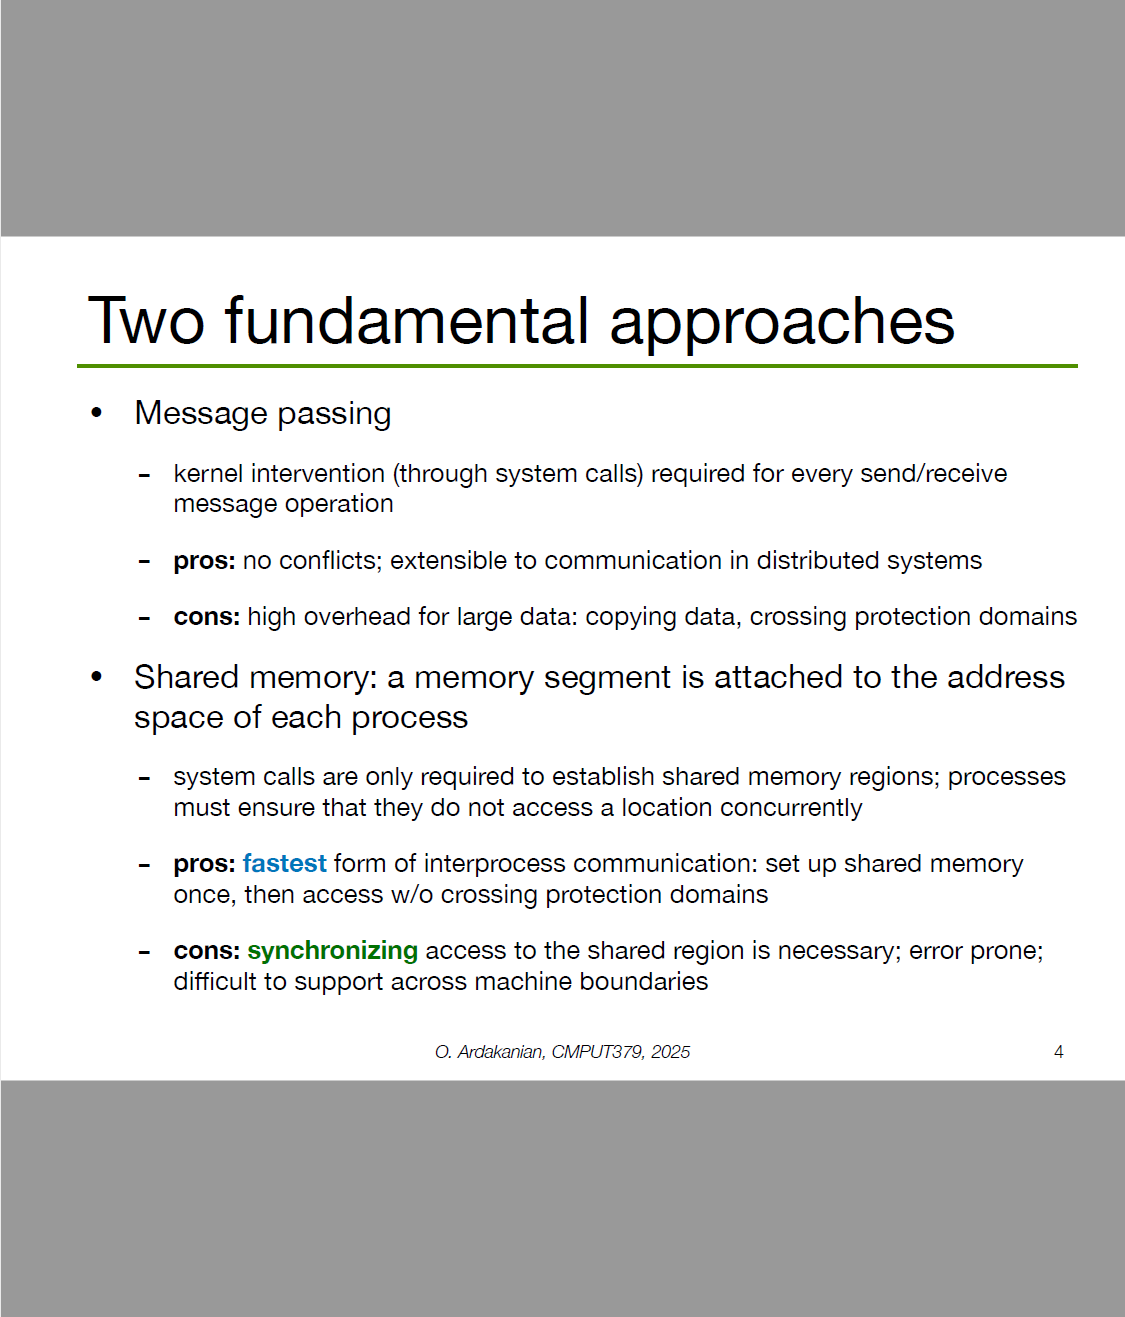 Two fundamental approaches
• Message passing
– kernel intervention (through system calls) required for every send/receive
message operation
– pros: no conflicts; extensible to communication in distributed systems
– cons: high overhead for large data: copying data, crossing protection domains
• Shared memory: a memory segment is attached to the address
space of each process
– system calls are only required to establish shared memory regions; processes
must ensure that they do not access a location concurrently
– pros: fastest form of interprocess communication: set up shared memory
once, then access w/o crossing protection domains
– cons: synchronizing access to the shared region is necessary; error prone;
difficult to support across machine boundaries
O. Ardakanian, CMPUT379, 2025
4